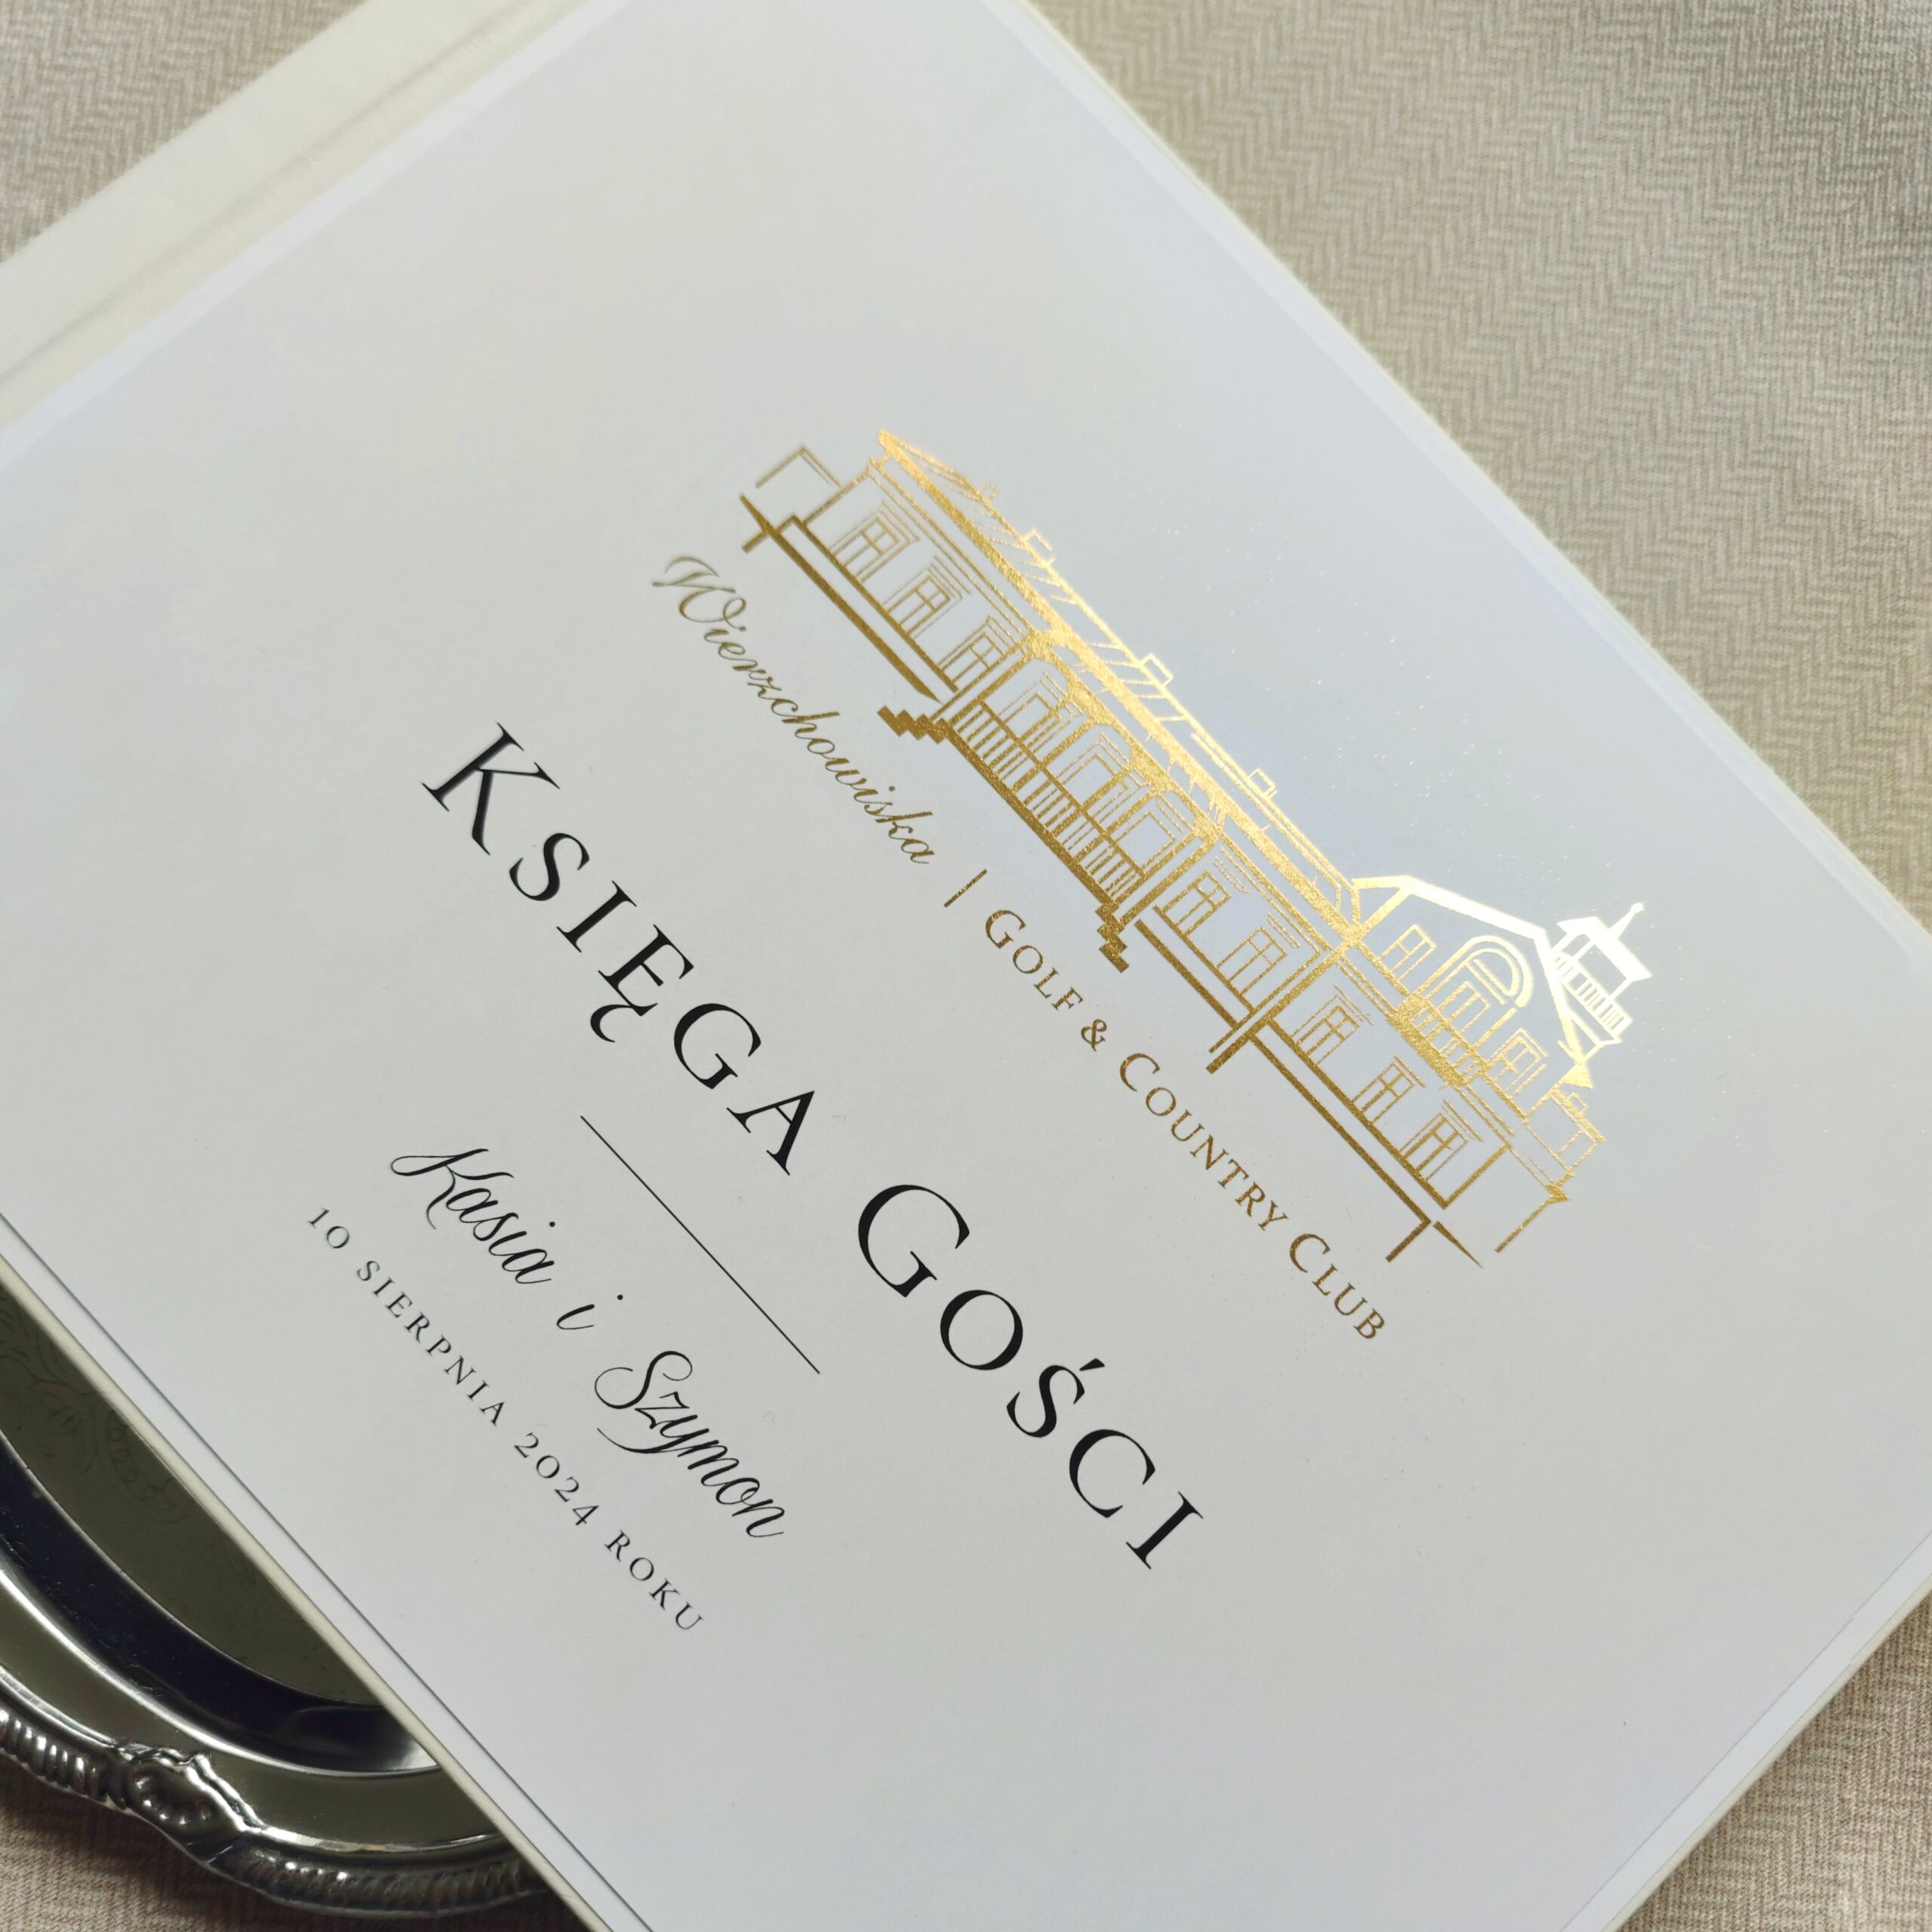 Wierzchowiska | Golf & Country Club
Księga Gości
Kasia i Szymon
10 sierpnia 2024 roku